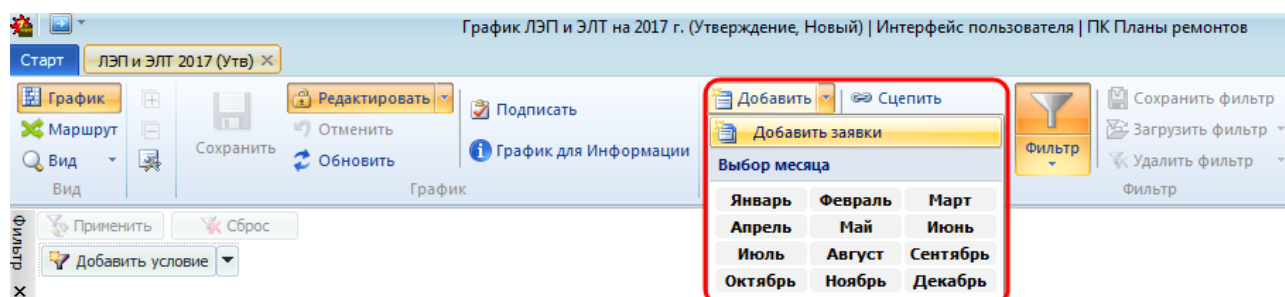 График ЛЭП и ЭЛТ на 2017 г. (Утверждение, Новый) | Интерфейс пользователя | ПК Планы ремонтов
Старт ЛЭП и ЭЛТ 2017 (Утв)
График
Маршрут
Вид
Вид
Сохранить
Редактировать
Отменить
Обновить
Подписать
График для Информации
График
Добавить Сцепить
Добавить заявки
Выбор месяца
Январь Февраль Март
Апрель Май Июнь
Июль Август Сентябрь
Октябрь Ноябрь Декабрь
Фильтр
Сохранить фильтр
Загрузить фильтр
Удалить фильтр
Фильтр
Фильтр
Применить Сброс
Добавить условие